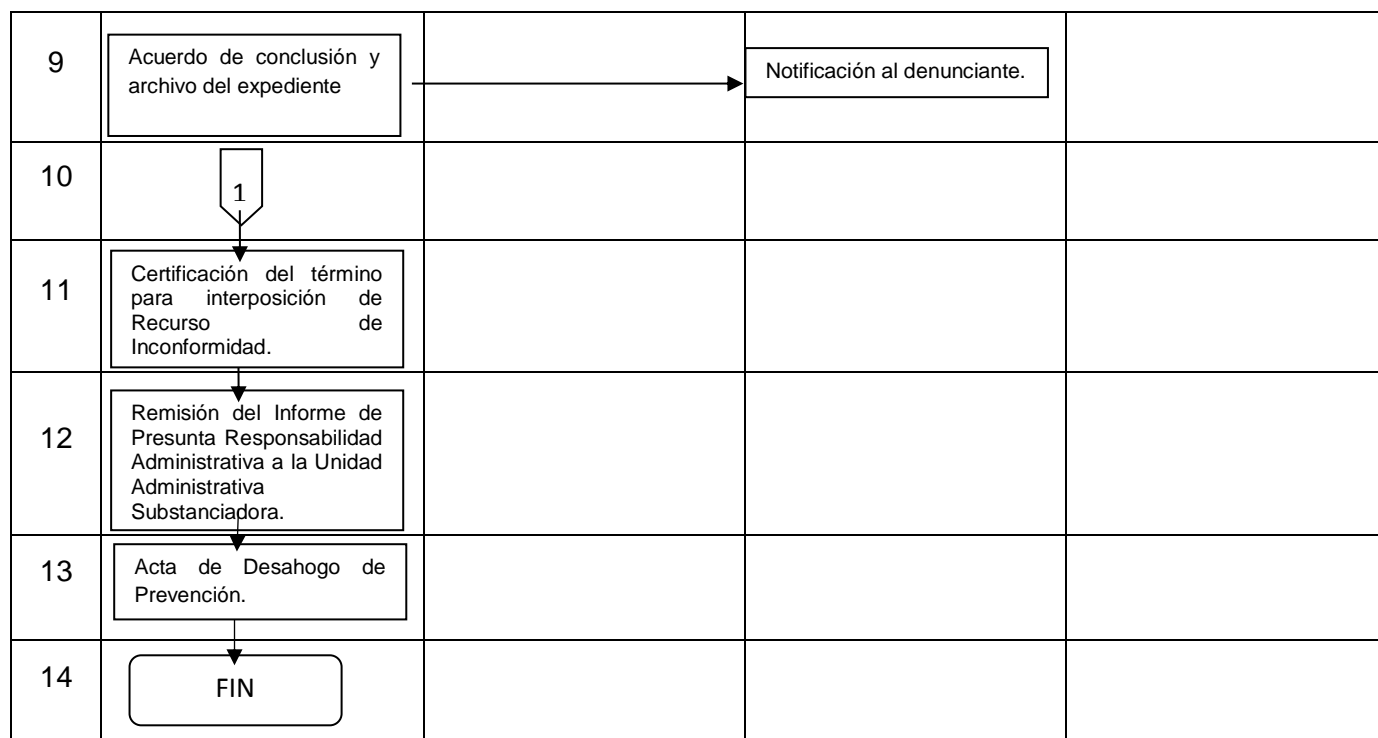 9
Acuerdo de conclusión y
archivo del expediente
Notificación al denunciante.
10
1
11
Certificación del término
para interposición de
Recurso de
Inconformidad.
12
Remisión del Informe de
Presunta Responsabilidad
Administrativa a la Unidad
Administrativa
Substanciadora.
13
Acta de Desahogo de
Prevención.
14
FIN